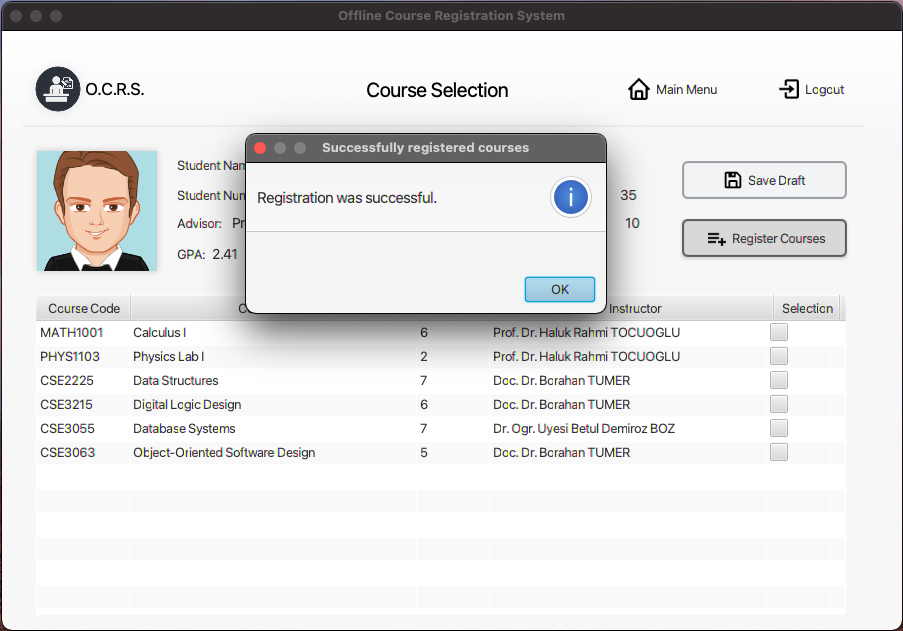 Offline Course Registration System
O.C.R.S.
Course Selection
Main Menu
Logout
Successfully registered courses
Registration was successful.
OK
Student Nam
Student Num
35
Advisor: Pr
10
GPA: 2.41
Save Draft
Register Courses
Course Code C Instructor Selection
MATH1001 Calculus I 6 Prof. Dr. Haluk Rahmi TOCUOGLU
PHYS1103 Physics Lab I 2 Prof. Dr. Haluk Rahmi TOCUOGLU
CSE2225 Data Structures 7 Doc. Dr. Borahan TUMER
CSE3215 Digital Logic Design 6 Doc. Dr. Borahan TUMER
CSE3055 Database Systems 7 Dr. Ogr. Uyesi Betul Demiroz BOZ
CSE3063 Object-Oriented Software Design 5 Doc. Dr. Borahan TUMER